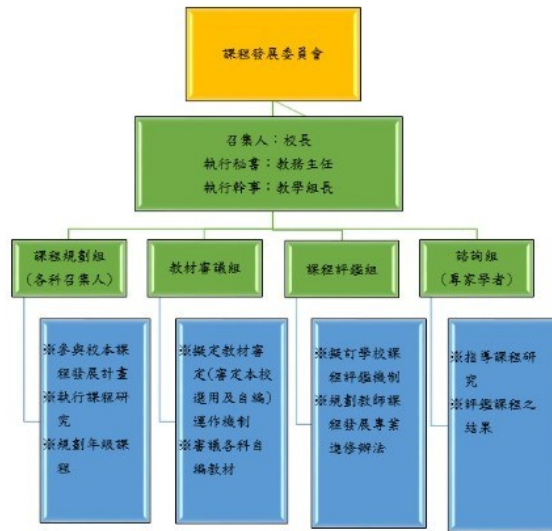 課程發展委員會
召集人：校長
執行秘書：教務主任
執行幹事：教學組長
課程規劃組
(各科召集人)
教材審議組
課程評鑑組
諮詢組
(專家學者)
※參與校本課
程發展計畫
※執行課程研
究
※規劃年級課
程
※擬定教材審
定(審定本校
選用及自編)
運作機制
※審議各科自
編教材
※擬訂學校課
程評鑑機制
※規劃教師課
程發展專業
進修辦法
※指導課程研
究
※評鑑課程之
結果